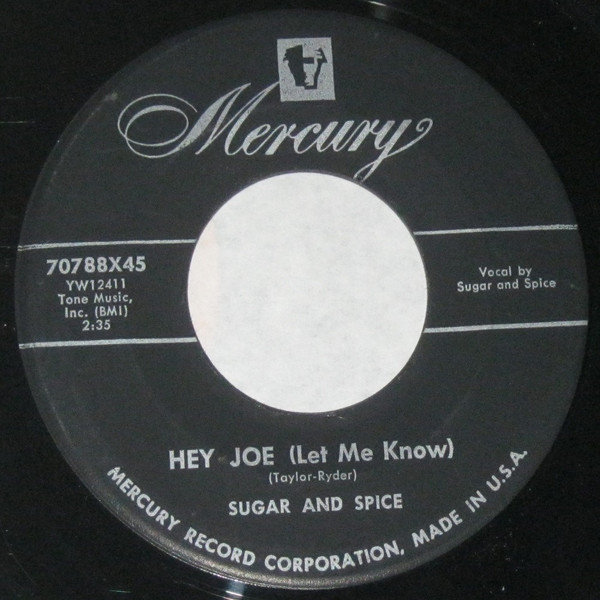 Mercury
70788X45
YW12411
Tone Music,
Inc. (BMI)
2:35
Vocal by
Sugar and Spice
HEY JOE (Let Me Know)
(Taylor-Ryder)
SUGAR AND SPICE
MERCURY RECORD CORPORATION, MADE IN U.S.A.